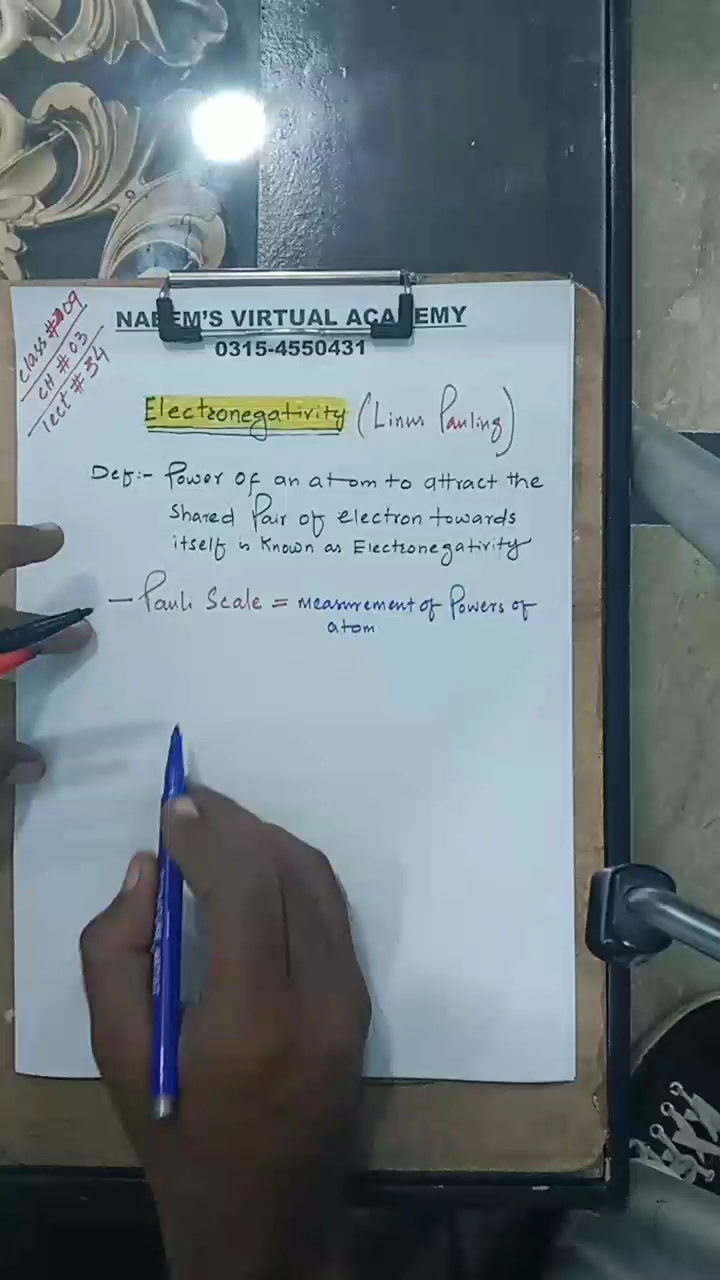 Class # 09
CH # 03
Lect # 34
NAEEM'S VIRTUAL ACADEMY
0315-4550431
Electronegativity (Linus Pauling)
Def:- Power of an atom to attract the
Shared Pair of electron towards
itself is Known as Electronegativity
— Pauli Scale = measurement of Powers of
atom